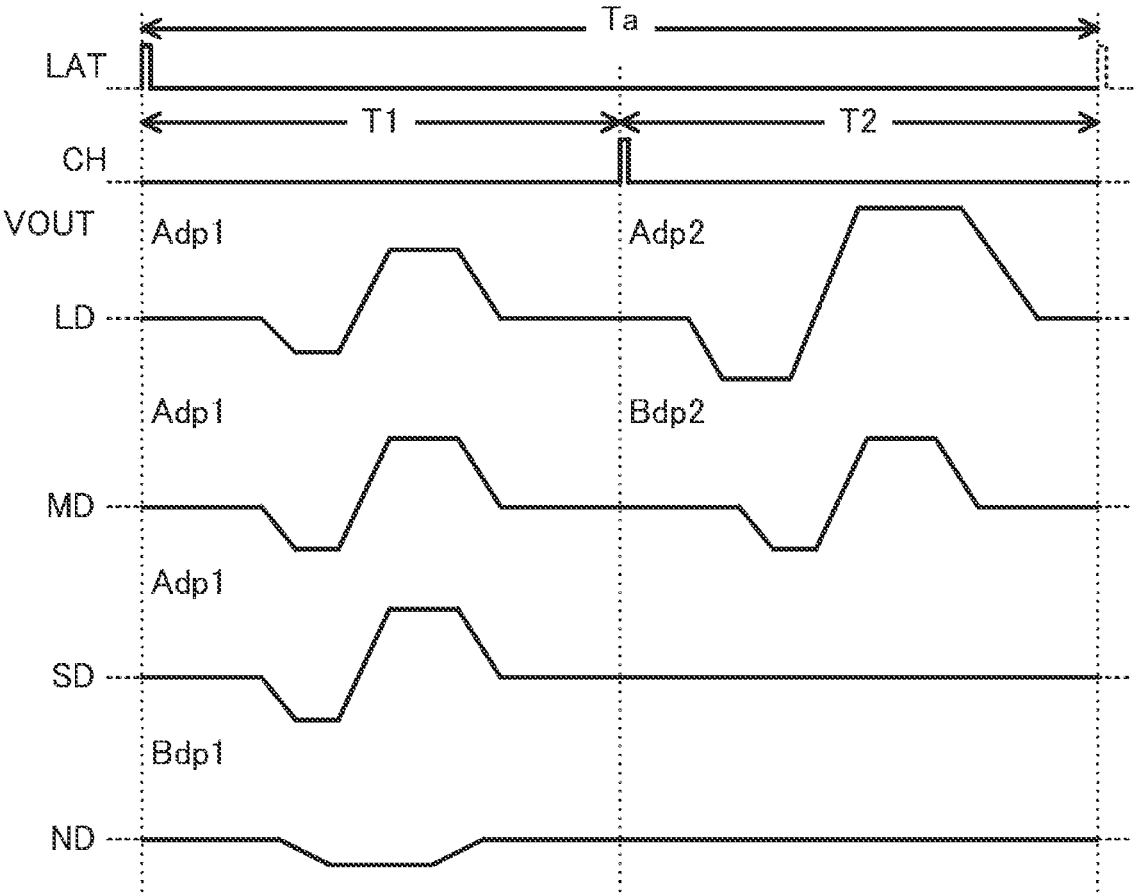 Ta
LAT
T1 T2
CH
VOUT
Adp1 Adp2
LD
Adp1 Bdp2
MD
Adp1
SD
Bdp1
ND